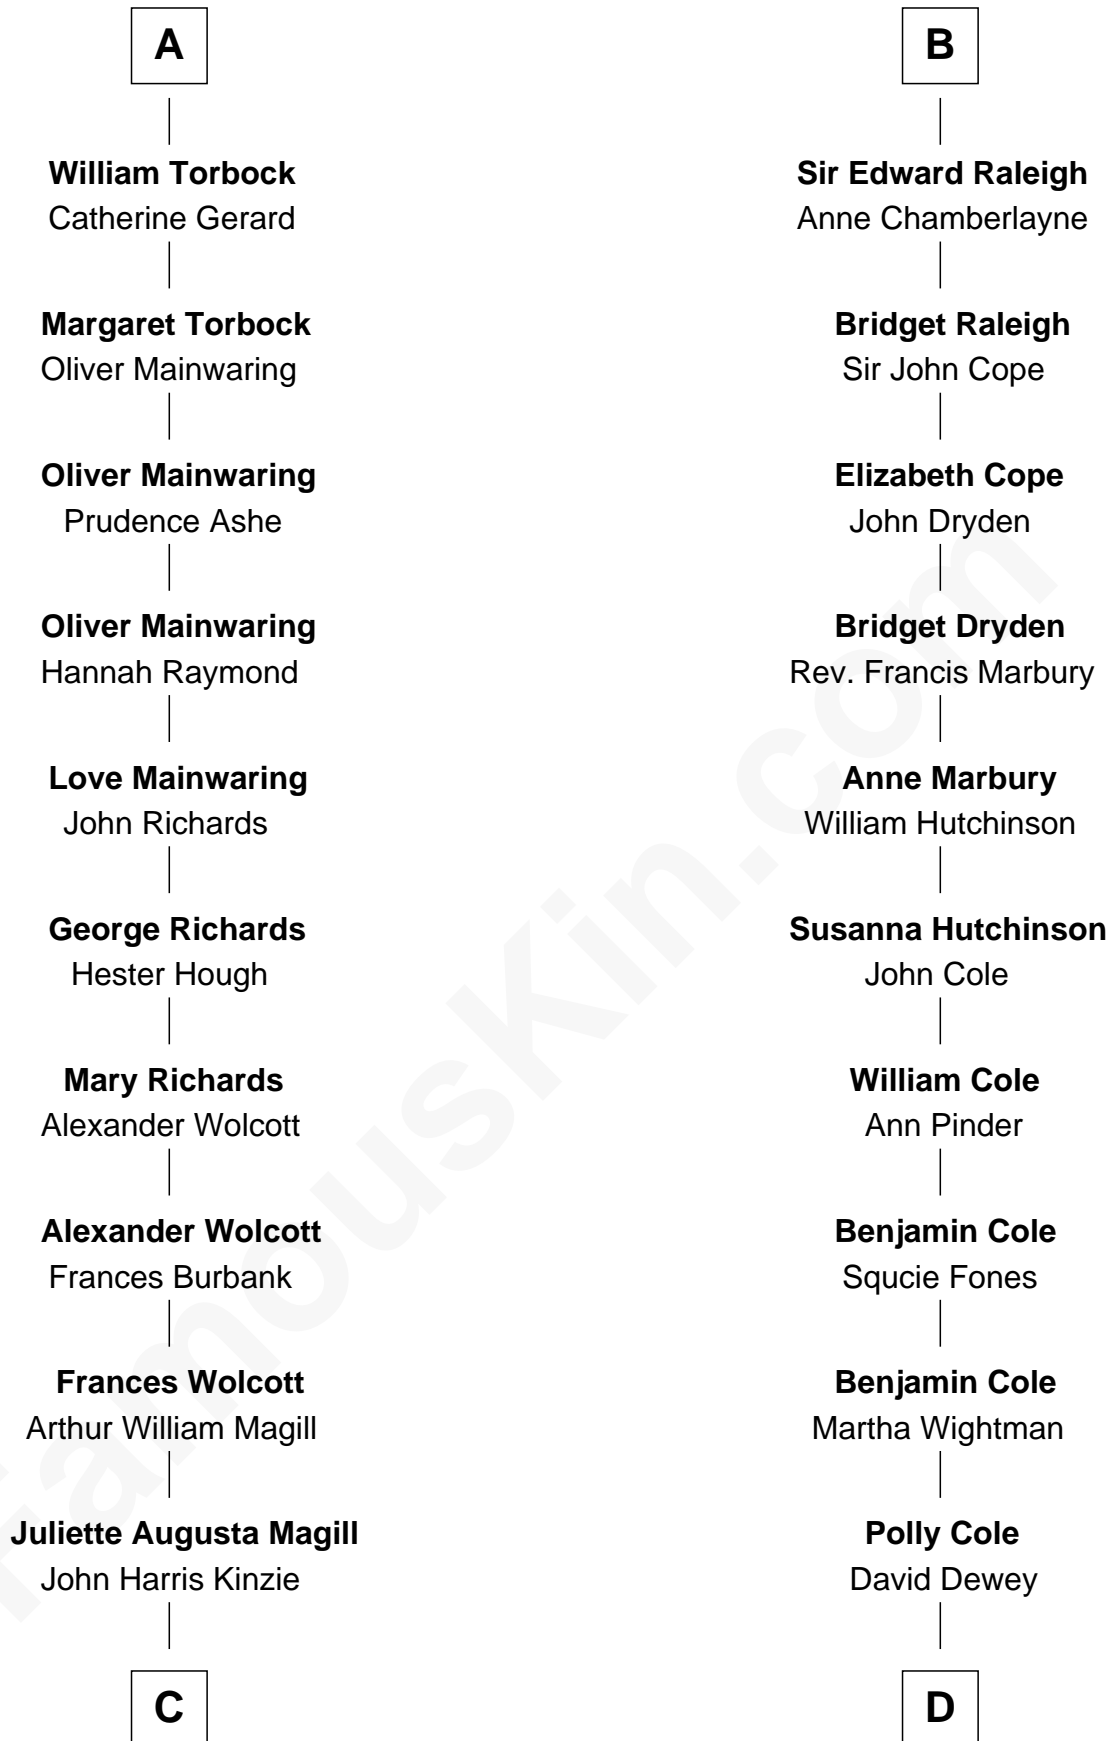 A
William Torbock
Catherine Gerard
Margaret Torbock
Oliver Mainwaring
Oliver Mainwaring
Prudence Ashe
Oliver Mainwaring
Hannah Raymond
Love Mainwaring
John Richards
George Richards
Hester Hough
Mary Richards
Alexander Wolcott
Alexander Wolcott
Frances Burbank
Frances Wolcott
Arthur William Magill
Juliette Augusta Magill
John Harris Kinzie
C
B
Sir Edward Raleigh
Anne Chamberlayne
Bridget Raleigh
Sir John Cope
Elizabeth Cope
John Dryden
Bridget Dryden
Rev. Francis Marbury
Anne Marbury
William Hutchinson
Susanna Hutchinson
John Cole
William Cole
Ann Pinder
Benjamin Cole
Squcie Fones
Benjamin Cole
Martha Wightman
Polly Cole
David Dewey
D
FamousKin.com